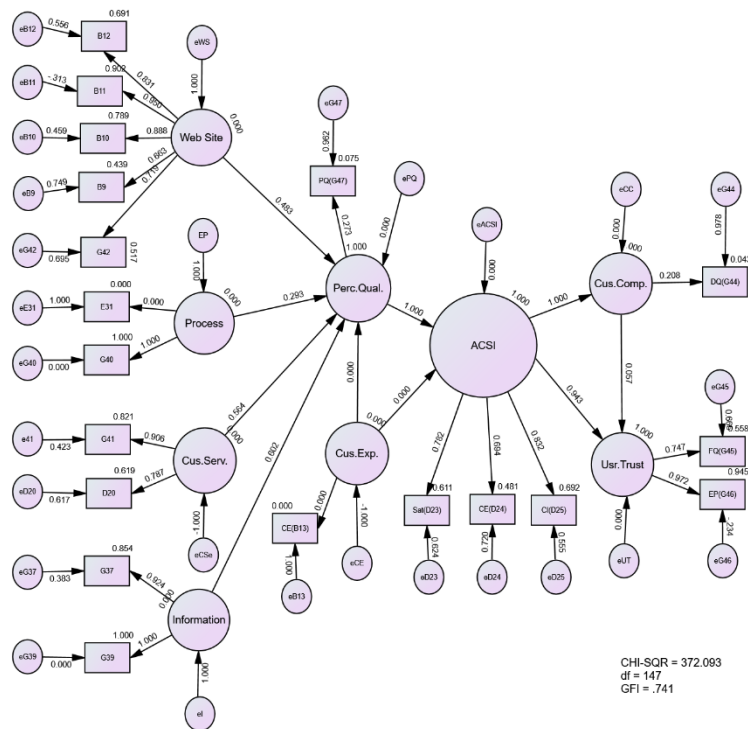 0.691
eB12
0.556
B12
eWS
-.313
0.902
0.831
eB11
B11
0.950
1.000
eG47
0.789
0.000
eB10
0.459
B10
0.888
Web Site
0.962
0.439
0.663
0.075
eB9
0.749
B9
0.719
PQ(G47)
ePQ
eCC
eG44
0.483
0.273
0.000
eACSI
0.978
eG42
0.695
G42
0.517
EP
1.000
0.000
0.000
0.043
1.000
Cus.Comp.
0.208
DQ(G44)
0.000
0.000
Perc.Qual.
1.000
1.000
eE31
1.000
E31
0.000
0.293
1.000
Process
1.000
ACSI
eG40
0.000
G40
1.000
0.057
0.000
0.943
eG45
0.564
0.000
0.000
1.000
0.558
0.821
0.747
FQ(G45)
e41
0.423
G41
0.906
0.000
0.602
Cus.Exp.
0.782
0.694
0.832
Usr.Trust
0.972
0.945
0.619
Cus.Serv.
0.611
0.481
0.692
EP(G46)
eD20
0.617
D20
0.787
0.000
0.000
Sat(D23)
CE(D24)
CI(D25)
-.234
-1.000
CE(B13)
-1.000
0.000
0.854
eCSe
1.000
eCE
0.624
0.720
0.555
eUT
eG46
eG37
0.383
G37
0.924
eB13
eD23
eD24
eD25
0.000
1.000
Information
eG39
0.000
G39
1.000
1.000
eI
CHI-SQR = 372.093
df = 147
GFI = .741